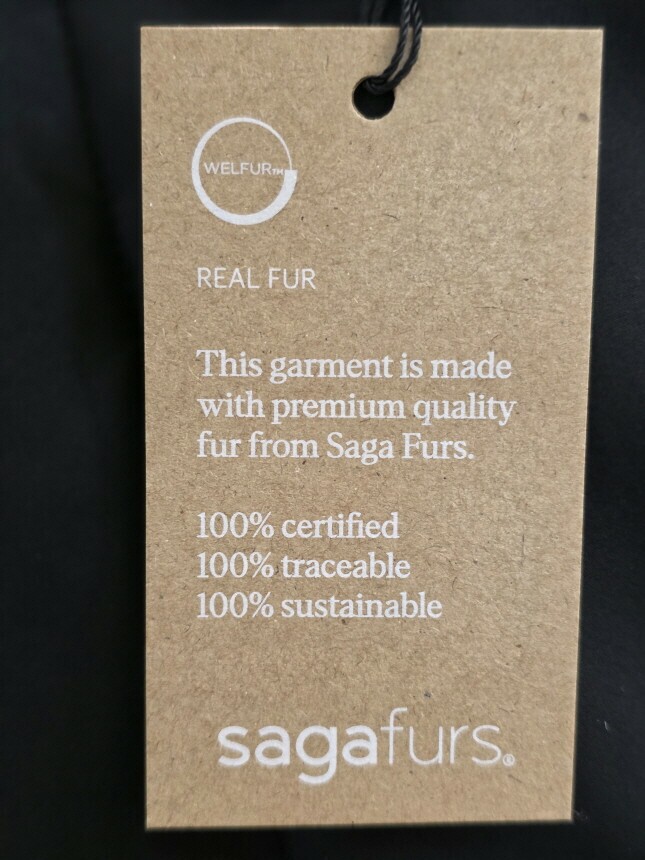 WELFUR™
REAL FUR
This garment is made
with premium quality
fur from Saga Furs.
100% certified
100% traceable
100% sustainable
sagafurs®